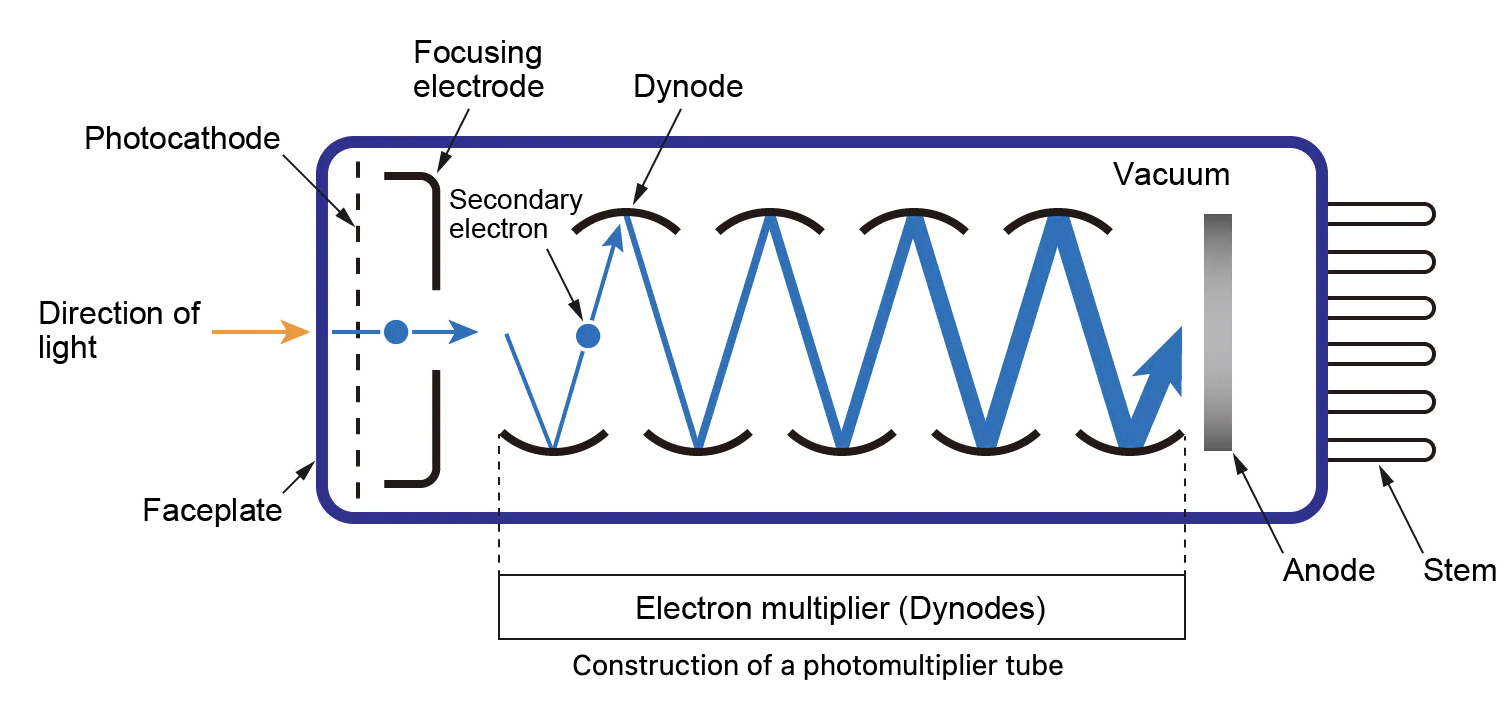 Focusing
electrode
Dynode
Photocathode
Vacuum
Secondary
electron
Direction of
light
Faceplate
Anode
Stem
Electron multiplier (Dynodes)
Construction of a photomultiplier tube